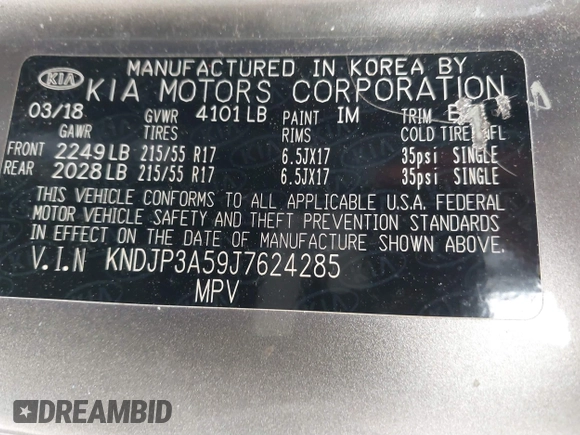 KIA MANUFACTURED IN KOREA BY
KIA MOTORS CORPORATION
03/18 GVWR 4101LB PAINT IM TRIM
GAWR TIRES RIMS COLD TIRE
FRONT 2249LB 215/55 R17 6.5JX17 35psi SINGLE
REAR 2028LB 215/55 R17 6.5JX17 35psi SINGLE
THIS VEHICLE CONFORMS TO ALL APPLICABLE U.S.A. FEDERAL
MOTOR VEHICLE SAFETY AND THEFT PREVENTION STANDARDS
IN EFFECT ON THE DATE OF MANUFACTURE SHOWN ABOVE.
V.I.N KNDJP3A59J7624285
MPV
DREAMBID